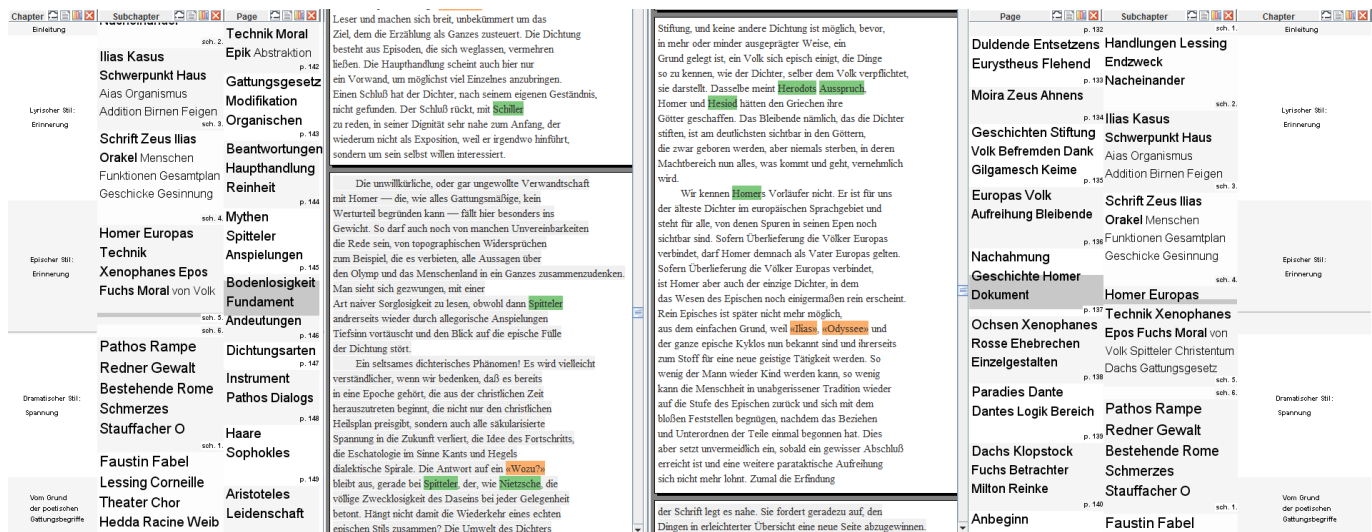 Chapter
Einleitung
Lyrischer Stil:
Erinnerung
Epischer Stil:
Erinnerung
Dramatischer Stil:
Spannung
Vom Grund
der poetischen
Gattungsbegriffe
Subchapter
Nacheinander
sch. 2.
Ilias Kasus
Schwerpunkt Haus
Aias Organismus
Addition Birnen Feigen
sch. 3.
Schrift Zeus Ilias
Orakel Menschen
Funktionen Gesamtplan
Geschicke Gesinnung
sch. 4.
Homer Europas
Technik
Xenophanes Epos
Fuchs Moral von Volk
sch. 5.
sch. 6.
Pathos Rampe
Redner Gewalt
Bestehende Rome
Schmerzes
Stauffacher O
sch. 1.
Faustin Fabel
Lessing Corneille
Theater Chor
Hedda Racine Weib
Page
Technik Moral
Epik Abstraktion
p. 142
Gattungsgesetz
Modifikation
Organischen
p. 143
Beantwortungen
Haupthandlung
Reinheit
p. 144
Mythen
Spitteler
Anspielungen
p. 145
Bodenlosigkeit
Fundament
Andeutungen
p. 146
Dichtungsarten
p. 147
Instrument
Pathos Dialogs
p. 148
Haare
Sophokles
p. 149
Aristoteles
Leidenschaft
Leser und machen sich breit, unbekümmert um das
Ziel, dem die Erzählung als Ganzes zusteuert. Die Dichtung
besteht aus Episoden, die sich weglassen, vermehren
ließen. Die Haupthandlung scheint auch hier nur
ein Vorwand, um möglichst viel Einzelnes anzubringen.
Einen Schluß hat der Dichter, nach seinem eigenen Geständnis,
nicht gefunden. Der Schluß rückt, mit Schiller
zu reden, in seiner Dignität sehr nahe zum Anfang, der
wiederum nicht als Exposition, weil er irgendwo hinführt,
sondern um sein selbst willen interessiert.
Die unwillkürliche, oder gar ungewollte Verwandtschaft
mit Homer — die, wie alles Gattungsmäßige, kein
Werturteil begründen kann — fällt hier besonders ins
Gewicht. So darf auch noch von manchen Unvereinbarkeiten
die Rede sein, von topographischen Widersprüchen
zum Beispiel, die es verbieten, alle Aussagen über
den Olymp und das Menschenland in ein Ganzes zusammenzudenken.
Man sieht sich gezwungen, mit einer
Art naiver Sorglosigkeit zu lesen, obwohl dann Spitteler
andrerseits wieder durch allegorische Anspielungen
Tiefsinn vortäuscht und den Blick auf die epische Fülle
der Dichtung stört.
Ein seltsames dichterisches Phänomen! Es wird vielleicht
verständlicher, wenn wir bedenken, daß es bereits
in eine Epoche gehört, die aus der christlichen Zeit
herauszutreten beginnt, die nicht nur den christlichen
Heilsplan preisgibt, sondern auch alle säkularisierte
Spannung in die Zukunft verliert, die Idee des Fortschritts,
die Eschatologie im Sinne Kants und Hegels
dialektische Spirale. Die Antwort auf ein «Wozu?»
bleibt aus, gerade bei Spitteler, der, wie Nietzsche, die
völlige Zwecklosigkeit des Daseins bei jeder Gelegenheit
betont. Hängt nicht damit die Wiederkehr eines echten
epischen Stils zusammen? Die Umwelt des Dichters
Stiftung, und keine andere Dichtung ist möglich, bevor,
in mehr oder minder ausgeprägter Weise, ein
Grund gelegt ist, ein Volk sich episch einigt, die Dinge
so zu kennen, wie der Dichter, selber dem Volk verpflichtet,
sie darstellt. Dasselbe meint Herodots Ausspruch,
Homer und Hesiod hätten den Griechen ihre
Götter geschaffen. Das Bleibende nämlich, das die Dichter
stiften, ist am deutlichsten sichtbar in den Göttern,
die zwar geboren werden, aber niemals sterben, in deren
Machtbereich nun alles, was kommt und geht, vernehmlich
wird.
Wir kennen Homers Vorläufer nicht. Er ist für uns
der älteste Dichter im europäischen Sprachgebiet und
steht für alle, von denen Spuren in seinen Epen noch
sichtbar sind. Sofern Überlieferung die Völker Europas
verbindet, darf Homer demnach als Vater Europas gelten.
Sofern Überlieferung die Völker Europas verbindet,
ist Homer aber auch der einzige Dichter, in dem
das Wesen des Epischen noch einigermaßen rein erscheint.
Rein Episches ist später nicht mehr möglich,
aus dem einfachen Grund, weil «Ilias», «Odyssee» und
der ganze epische Kyklos nun bekannt sind und ihrerseits
zum Stoff für eine neue geistige Tätigkeit werden. So
wenig der Mann wieder Kind werden kann, so wenig
kann die Menschheit in unabgerissener Tradition wieder
auf die Stufe des Epischen zurück und sich mit dem
bloßen Feststellen begnügen, nachdem das Beziehen
und Unterordnen der Teile einmal begonnen hat. Dies
aber setzt unvermeidlich ein, sobald ein gewisser Abschluß
erreicht ist und eine weitere parataktische Aufreihung
sich nicht mehr lohnt. Zumal die Erfindung
der Schrift legt es nahe. Sie fordert geradezu auf, den
Dingen in erleichterter Übersicht eine neue Seite abzugewinnen.
Page
p. 132
Duldende Entsetzens
Eurystheus Flehend
p. 133
Moira Zeus Ahnens
p. 134
Geschichten Stiftung
Volk Befremden Dank
Gilgamesch Keime
p. 135
Europas Volk
Aufreihung Bleibende
p. 136
Nachahmung
Geschichte Homer
Dokument
p. 137
Ochsen Xenophanes
Rosse Ehebrechen
Einzelgestalten
p. 138
Paradies Dante
Dantes Logik Bereich
p. 139
Dachs Klopstock
Fuchs Betrachter
Milton Reinke
p. 140
Anbeginn
Subchapter
sch. 1.
Handlungen Lessing
Endzweck
Nacheinander
sch. 2.
Ilias Kasus
Schwerpunkt Haus
Aias Organismus
Addition Birnen Feigen
sch. 3.
Schrift Zeus Ilias
Orakel Menschen
Funktionen Gesamtplan
Geschicke Gesinnung
sch. 4.
Homer Europas
Technik Xenophanes
Epos Fuchs Moral von
Volk Spitteler Christentum
Dachs Gattungsgesetz
sch. 5.
sch. 6.
Pathos Rampe
Redner Gewalt
Bestehende Rome
Schmerzes
Stauffacher O
sch. 1.
Faustin Fabel
Chapter
Einleitung
Lyrischer Stil:
Erinnerung
Epischer Stil:
Erinnerung
Dramatischer Stil:
Spannung
Vom Grund
der poetischen
Gattungsbegriffe